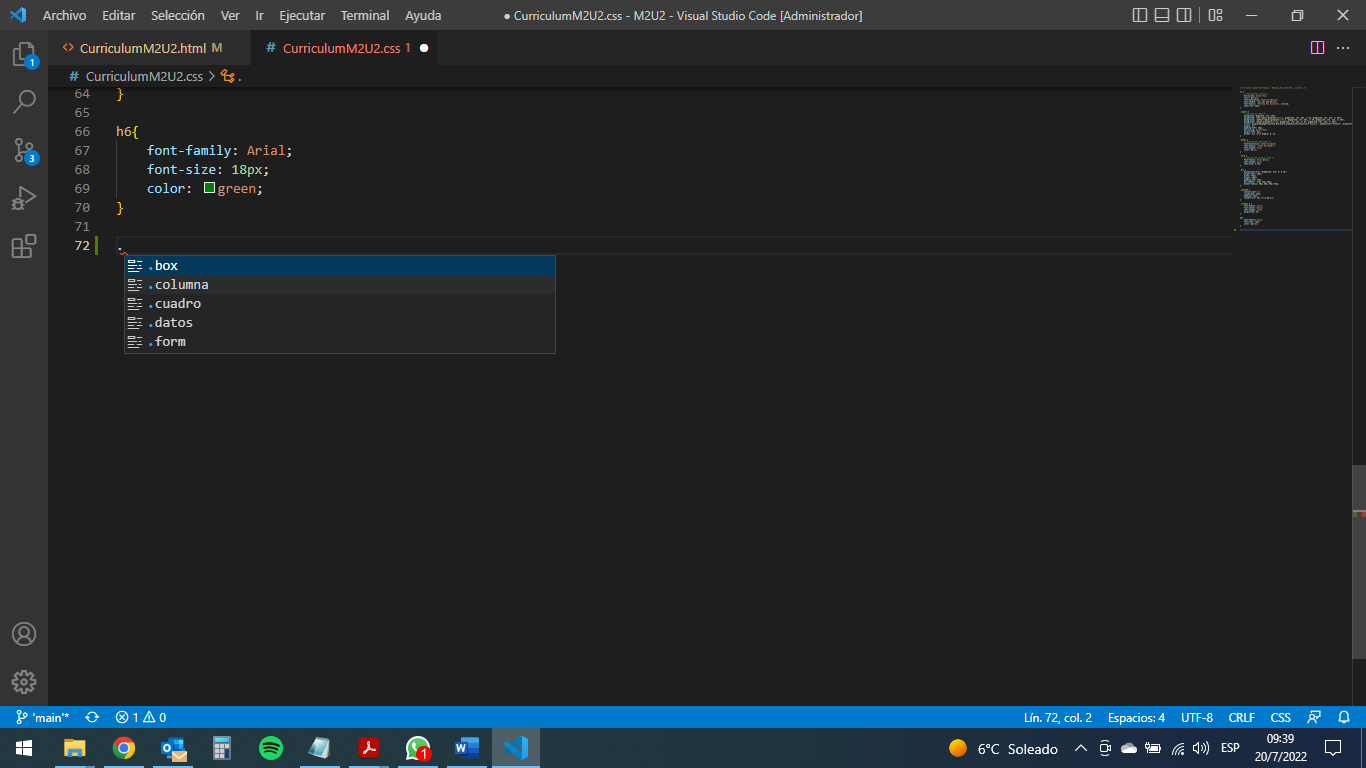 Archivo Editar Selección Ver Ir Ejecutar Terminal Ayuda ● CurriculumM2U2.css - M2U2 - Visual Studio Code [Administrador]
CurriculumM2U2.html M # CurriculumM2U2.css 1
# CurriculumM2U2.css > .
64 }
65
66 h6{
67 font-family: Arial;
68 font-size: 18px;
69 color: green;
70 }
71
72 .
.box
.columna
.cuadro
.datos
.form
1
3
'main'* 1 0 Lín. 72, col. 2 Espacios: 4 UTF-8 CRLF CSS
1 6°C Soleado ESP 09:39
20/7/2022